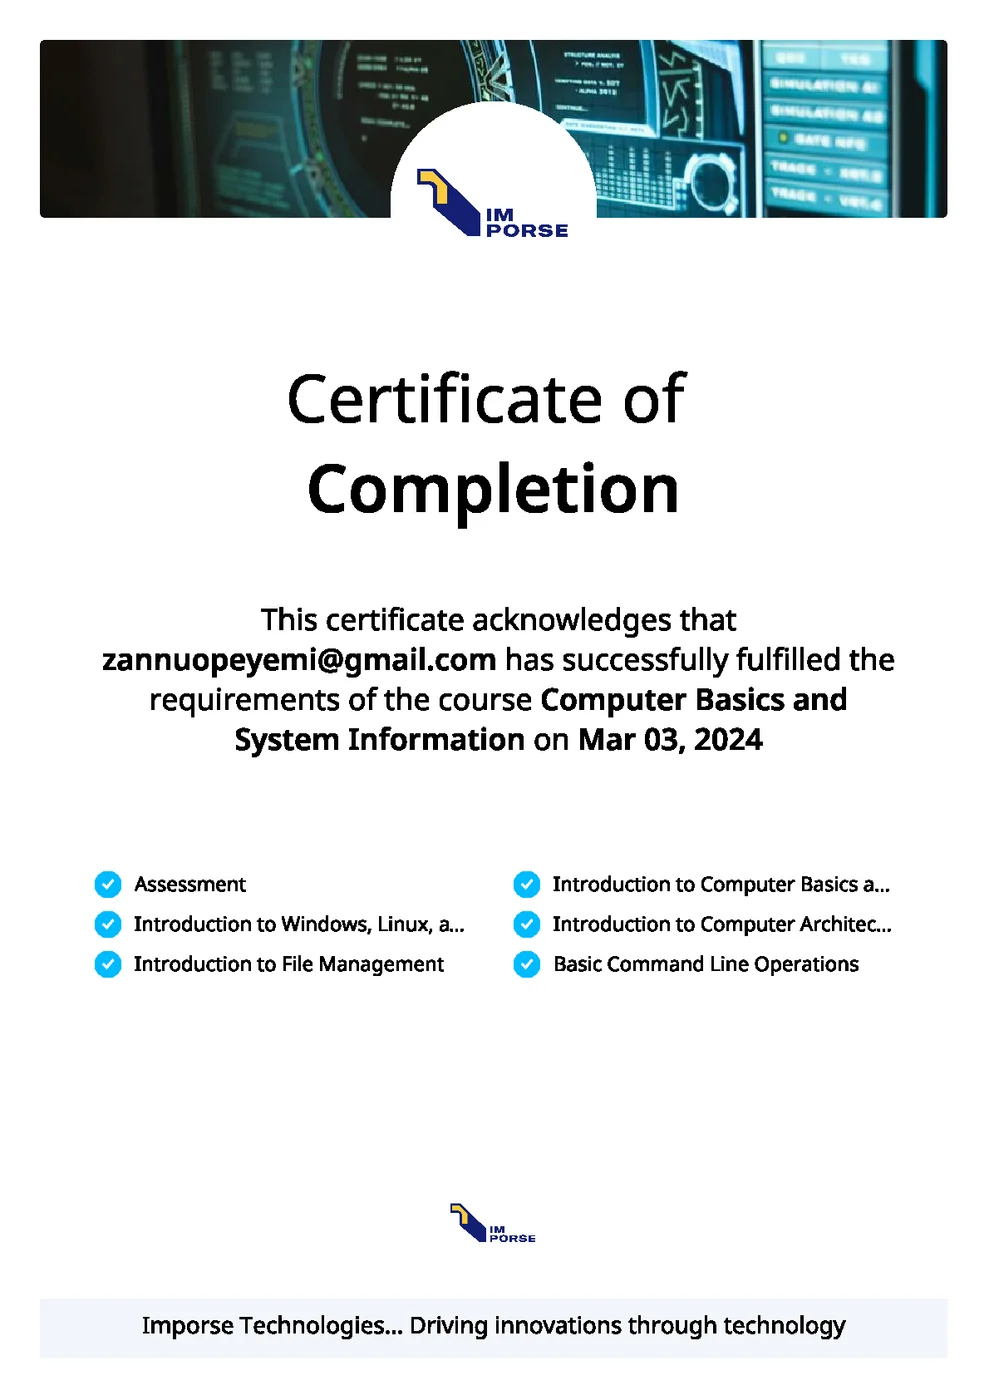 IM
PORSE
Certificate of
Completion
This certificate acknowledges that
zannuopeyemi@gmail.com has successfully fulfilled the
requirements of the course Computer Basics and
System Information on Mar 03, 2024
Assessment
Introduction to Computer Basics a...
Introduction to Windows, Linux, a...
Introduction to Computer Architec...
Introduction to File Management
Basic Command Line Operations
IM
PORSE
Imporse Technologies... Driving innovations through technology